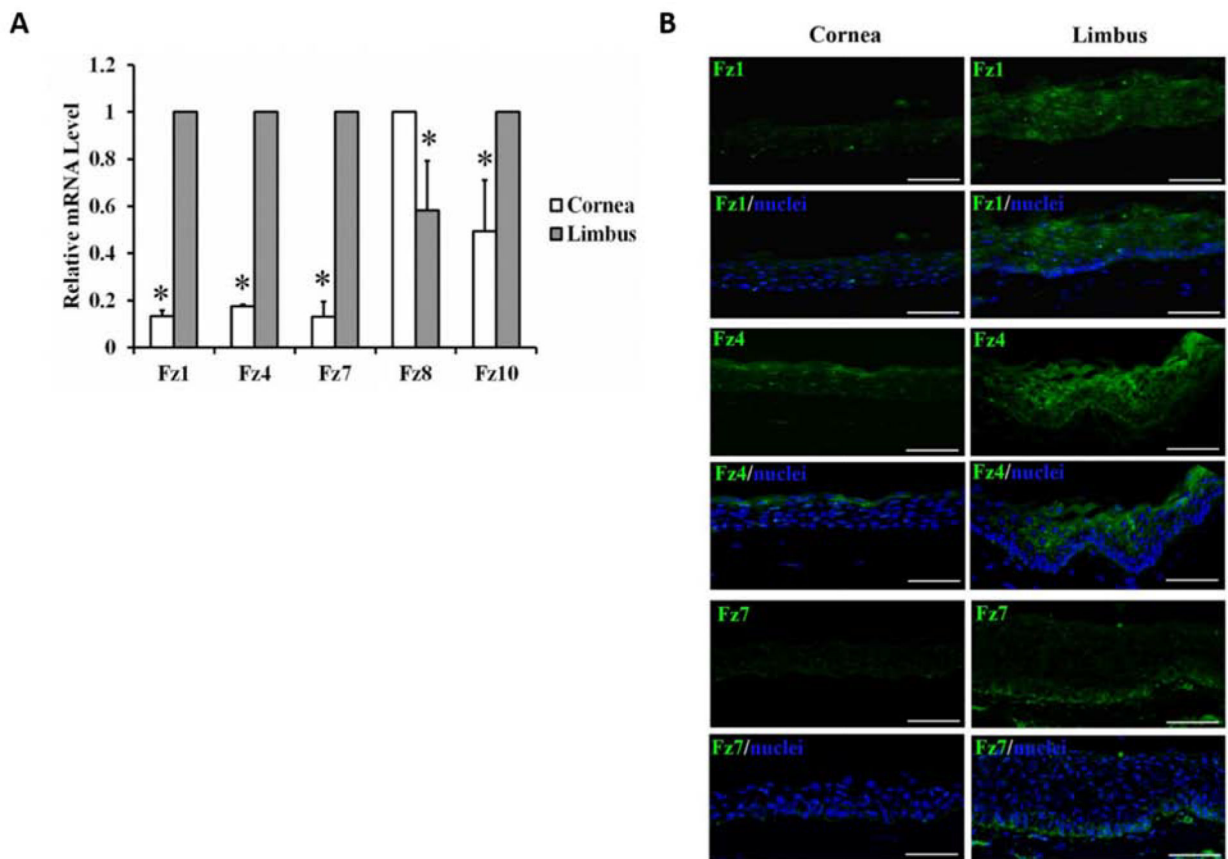 A
1.2
1
0.8
0.6
0.4
0.2
0
Relative mRNA Level
* * * * *
Fz1 Fz4 Fz7 Fz8 Fz10
Cornea
Limbus
B
Cornea Limbus
Fz1 Fz1
Fz1/nuclei Fz1/nuclei
Fz4 Fz4
Fz4/nuclei Fz4/nuclei
Fz7 Fz7
Fz7/nuclei Fz7/nuclei